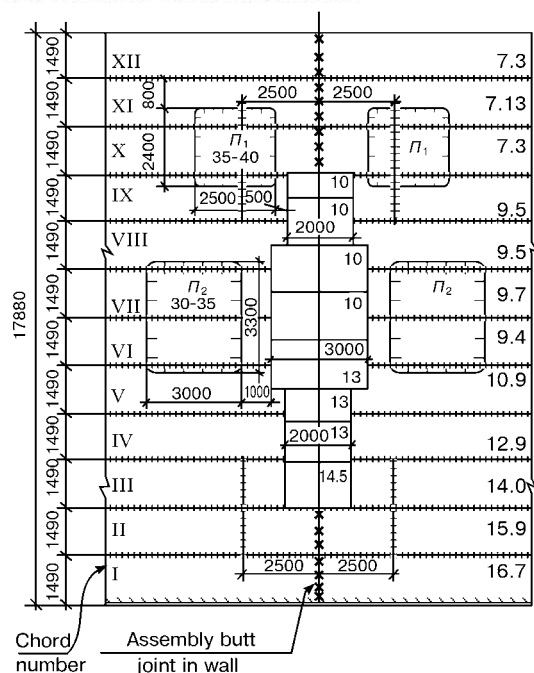 17880
1490
1490
1490
1490
1490
1490
1490
1490
1490
1490
1490
1490
XII
7.3
800
2500
2500
XI
7.13
П₁
35-40
П₁
X
2400
7.3
10
IX
2500
500
10
9.5
2000
VIII
10
9.5
П₂
30-35
П₂
VII
3300
10
9.7
VI
3000
9.4
13
10.9
V
3000
1000
13
IV
2000
13
12.9
III
14.5
14.0
II
15.9
2500
2500
I
16.7
Chord
number
Assembly butt
joint in wall